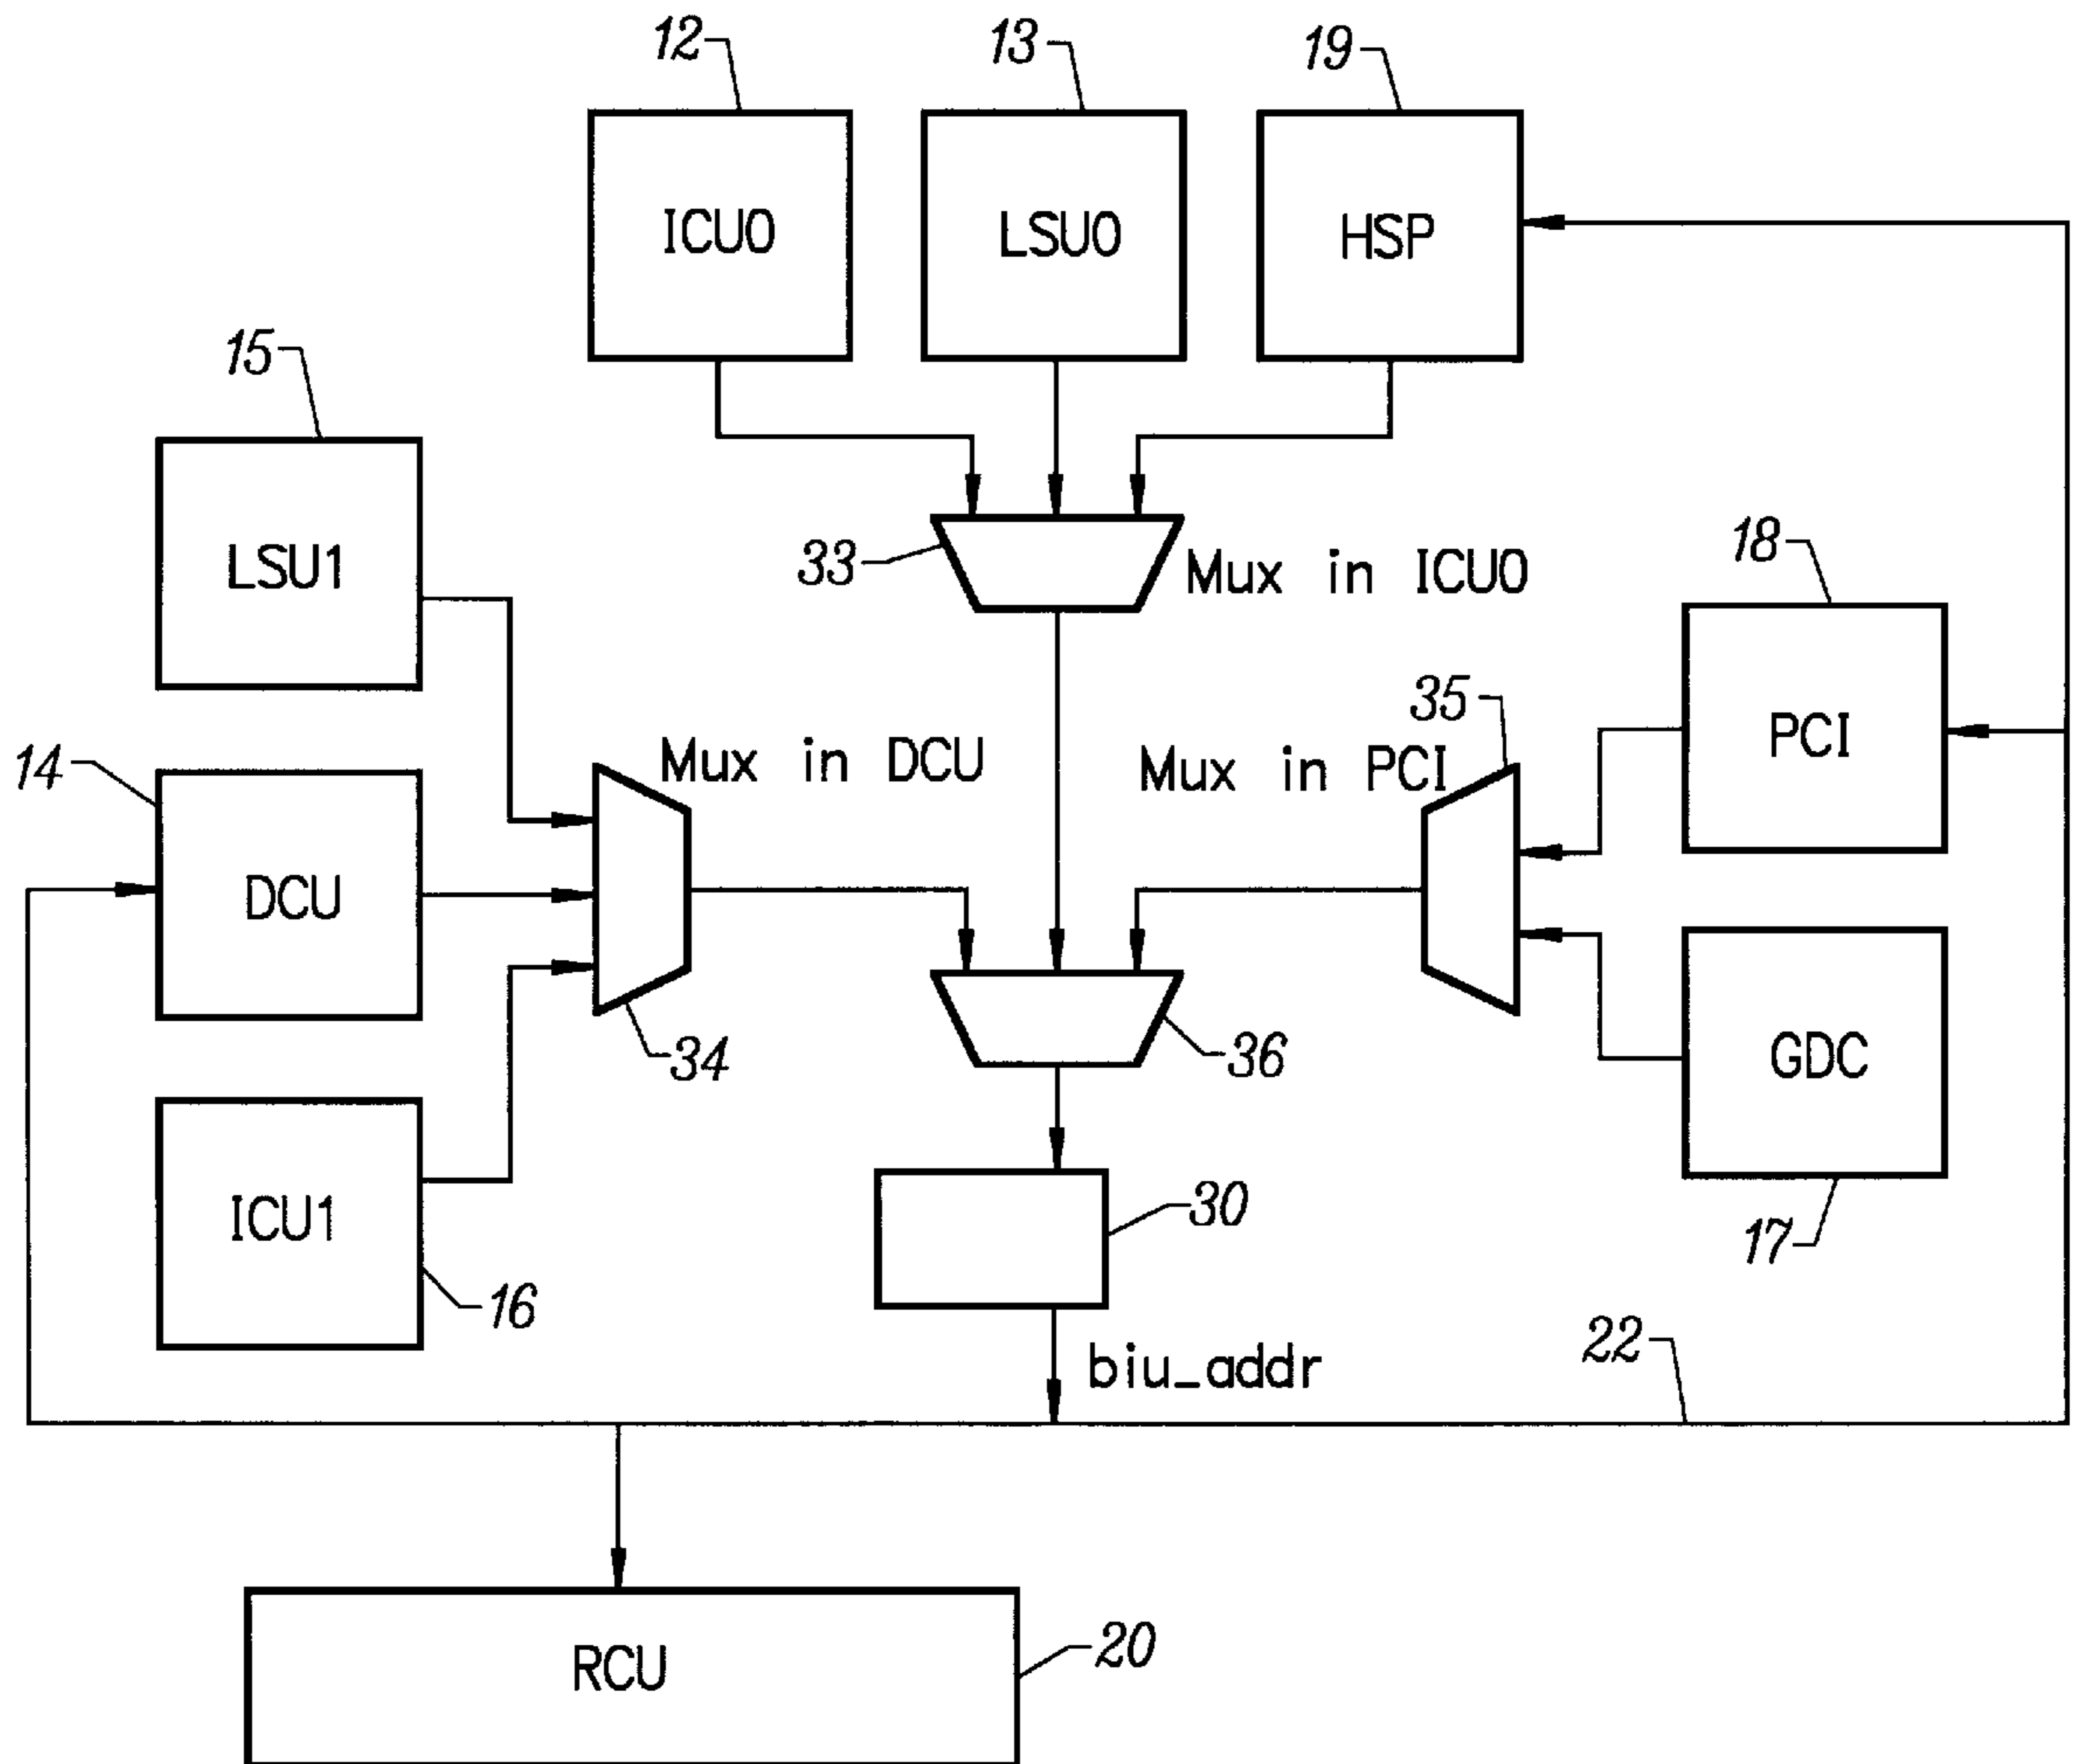 12
13
19
ICU0
LSU0
HSP
15
LSU1
33
Mux in ICU0
18
35
PCI
14
Mux in DCU
Mux in PCI
DCU
34
36
GDC
ICU1
16
30
17
biu_addr
22
RCU
20